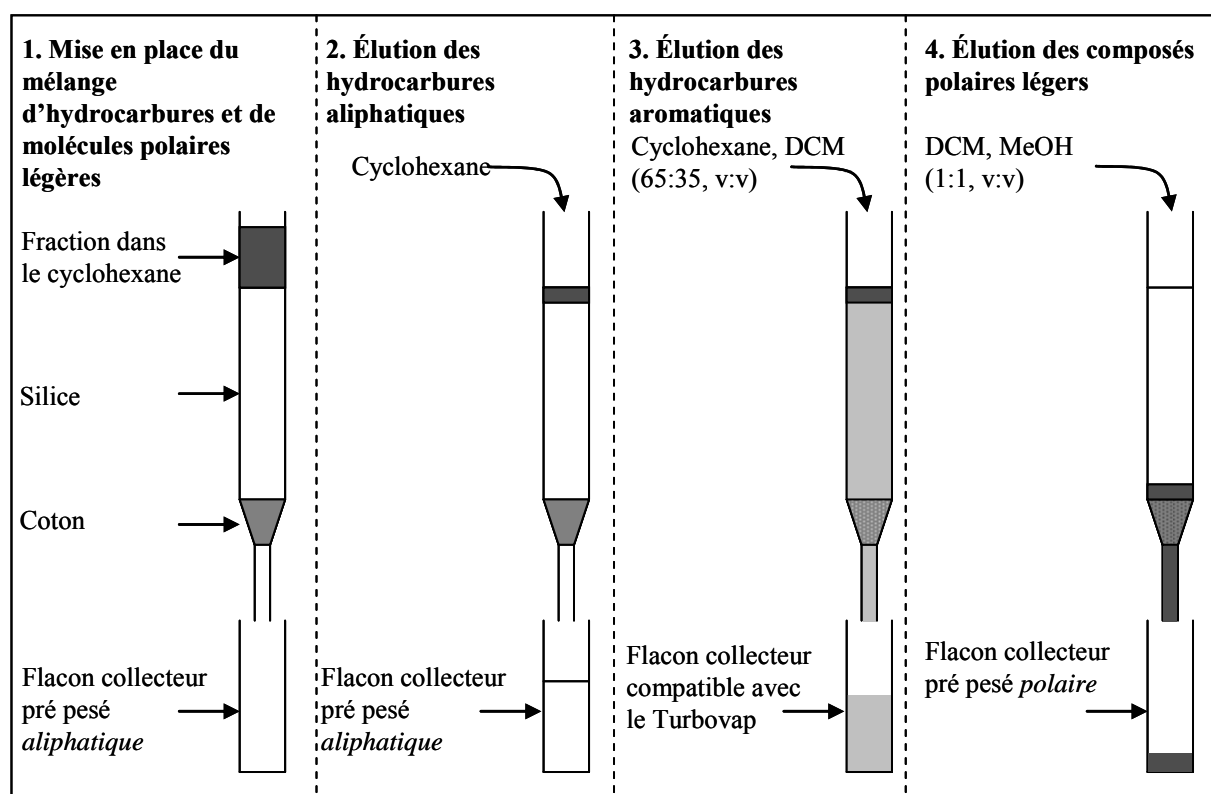 1. Mise en place du
mélange
d'hydrocarbures et de
molécules polaires
légères
Fraction dans
le cyclohexane
Silice
Coton
Flacon collecteur
pré pesé
aliphatique
2. Élution des
hydrocarbures
aliphatiques
Cyclohexane
Flacon collecteur
pré pesé
aliphatique
3. Élution des
hydrocarbures
aromatiques
Cyclohexane, DCM
(65:35, v:v)
Flacon collecteur
compatible avec
le Turbovap
4. Élution des composés
polaires légers
DCM, MeOH
(1:1, v:v)
Flacon collecteur
pré pesé polaire